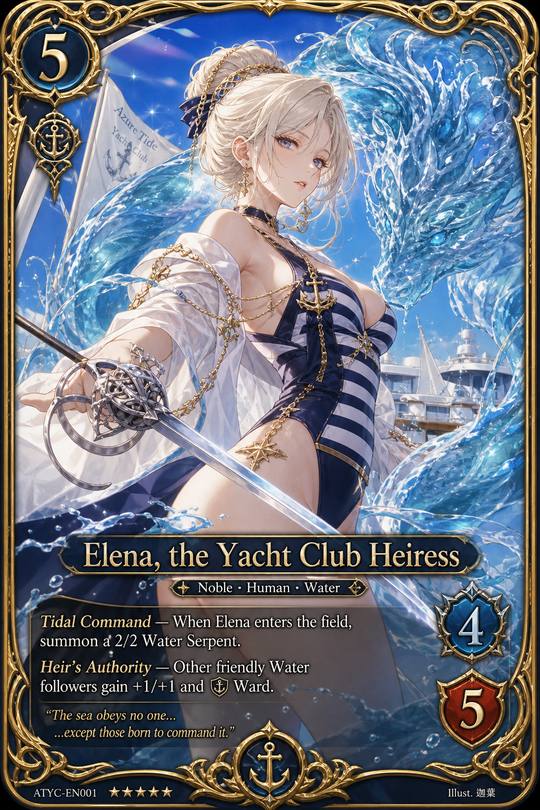 5
Azure Tide
Yacht Club
Elena, the Yacht Club Heiress
Noble · Human · Water
Tidal Command — When Elena enters the field,
summon a 2/2 Water Serpent.
Heir's Authority — Other friendly Water
followers gain +1/+1 and Ward.
"The sea obeys no one...
...except those born to command it."
4
5
ATYC-EN001 ★★★★★
Illust. 迦葉